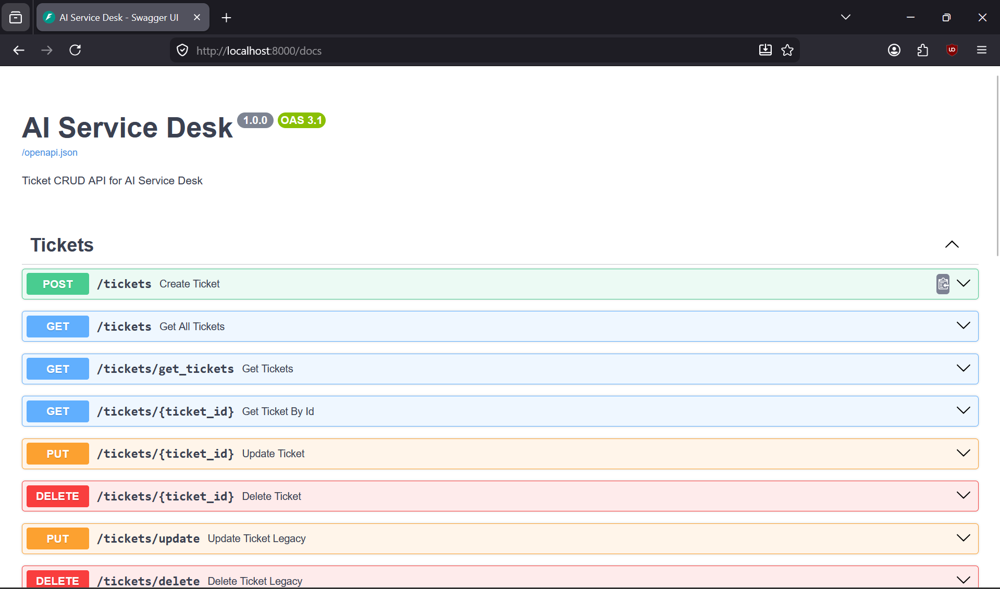 AI Service Desk - Swagger UI
http://localhost:8000/docs
AI Service Desk 1.0.0 OAS 3.1
/openapi.json
Ticket CRUD API for AI Service Desk
Tickets
POST /tickets Create Ticket
GET /tickets Get All Tickets
GET /tickets/get_tickets Get Tickets
GET /tickets/{ticket_id} Get Ticket By Id
PUT /tickets/{ticket_id} Update Ticket
DELETE /tickets/{ticket_id} Delete Ticket
PUT /tickets/update Update Ticket Legacy
DELETE /tickets/delete Delete Ticket Legacy